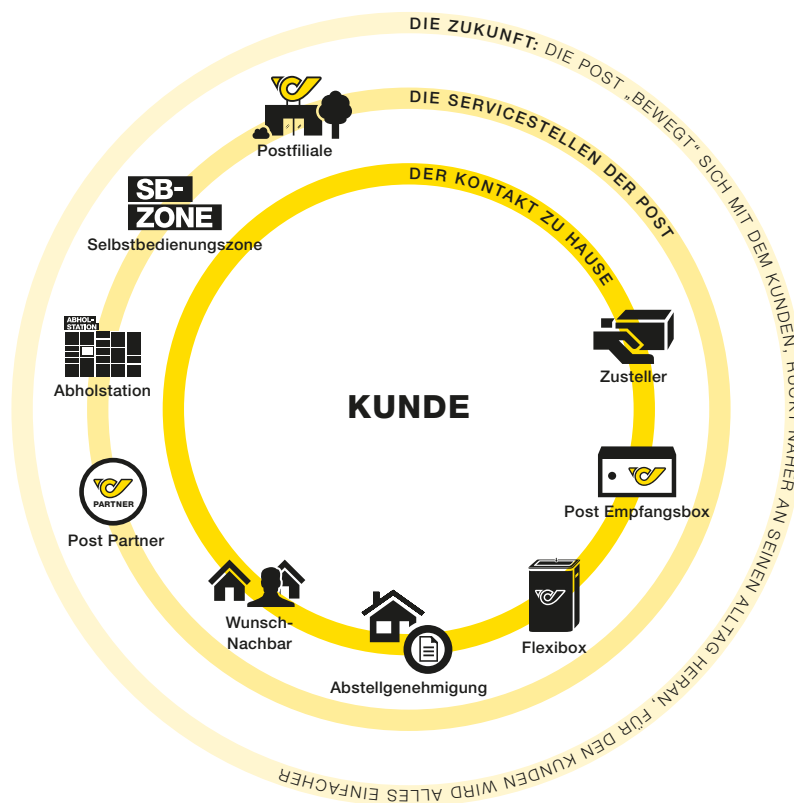 DIE ZUKUNFT: DIE POST „BEWEGT“ SICH MIT DEM KUNDEN, RÜCKT NÄHER AN SEINEN ALLTAG HERAN, FÜR DEN KUNDEN WIRD ALLES EINFACHER
DIE SERVICESTELLEN DER POST
DER KONTAKT ZU HAUSE
Postfiliale
SB-
ZONE
Selbstbedienungszone
ABHOL-
STATION
Abholstation
PARTNER
Post Partner
KUNDE
Zusteller
Post Empfangsbox
Flexibox
Abstellgenehmigung
Wunsch-
Nachbar